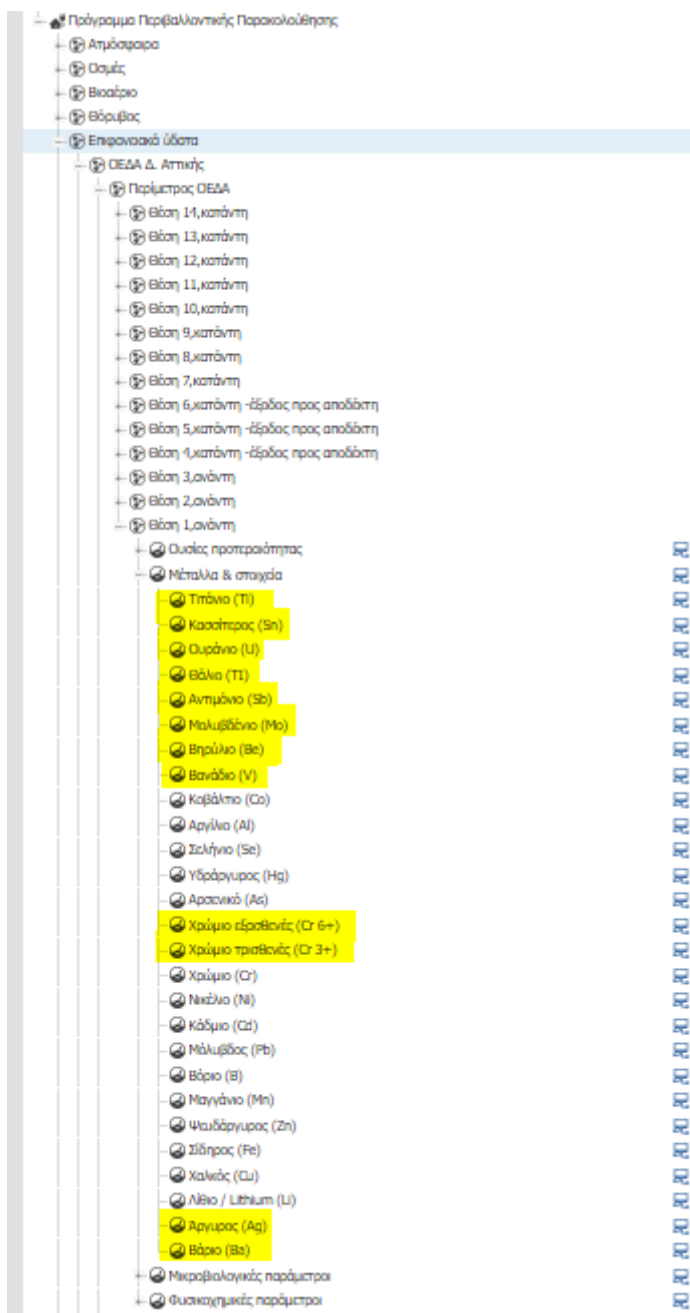 Πρόγραμμα Περιβαλλοντικής Παρακολούθησης
Ατμόσφαιρα
Οσμές
Βιοαέριο
Θόρυβος
Επιφανειακά ύδατα
ΟΕΔΑ Δ. Αττικής
Περίμετρος ΟΕΔΑ
Θέση 14,κατάντη
Θέση 13,κατάντη
Θέση 12,κατάντη
Θέση 11,κατάντη
Θέση 10,κατάντη
Θέση 9,κατάντη
Θέση 8,κατάντη
Θέση 7,κατάντη
Θέση 6,κατάντη -έξοδος προς αποδέκτη
Θέση 5,κατάντη -έξοδος προς αποδέκτη
Θέση 4,κατάντη -έξοδος προς αποδέκτη
Θέση 3,ανάντη
Θέση 2,ανάντη
Θέση 1,ανάντη
Ουσίες προτεραιότητας
Μέταλλα & στοιχεία
Τιτάνιο (Ti)
Κασσίτερος (Sn)
Ουράνιο (U)
Θάλιο (T1)
Αντιμόνιο (Sb)
Μολυβδένιο (Mo)
Βηρύλιο (Be)
Βανάδιο (V)
Κοβάλτιο (Co)
Αργίλιο (Al)
Σελήνιο (Se)
Υδράργυρος (Hg)
Αρσενικό (As)
Χρώμιο εξασθενές (Cr 6+)
Χρώμιο τρισθενές (Cr 3+)
Χρώμιο (Cr)
Νικέλιο (Ni)
Κάδμιο (Cd)
Μόλυβδος (Pb)
Βόριο (B)
Μαγγάνιο (Mn)
Ψευδάργυρος (Zn)
Σίδηρος (Fe)
Χαλκός (Cu)
Λίθιο / Lithium (Li)
Άργυρος (Ag)
Βάριο (Ba)
Μικροβιολογικές παράμετροι
Φυσικοχημικές παράμετροι